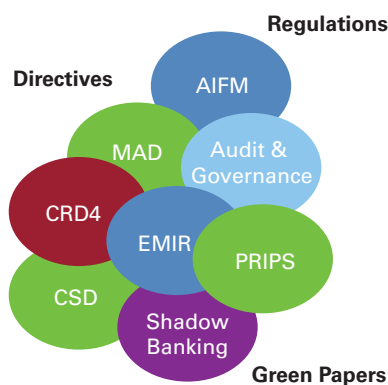 Regulations
Directives
AIFM
MAD
Audit &
Governance
CRD4
EMIR
PRIPS
CSD
Shadow
Banking
Green Papers